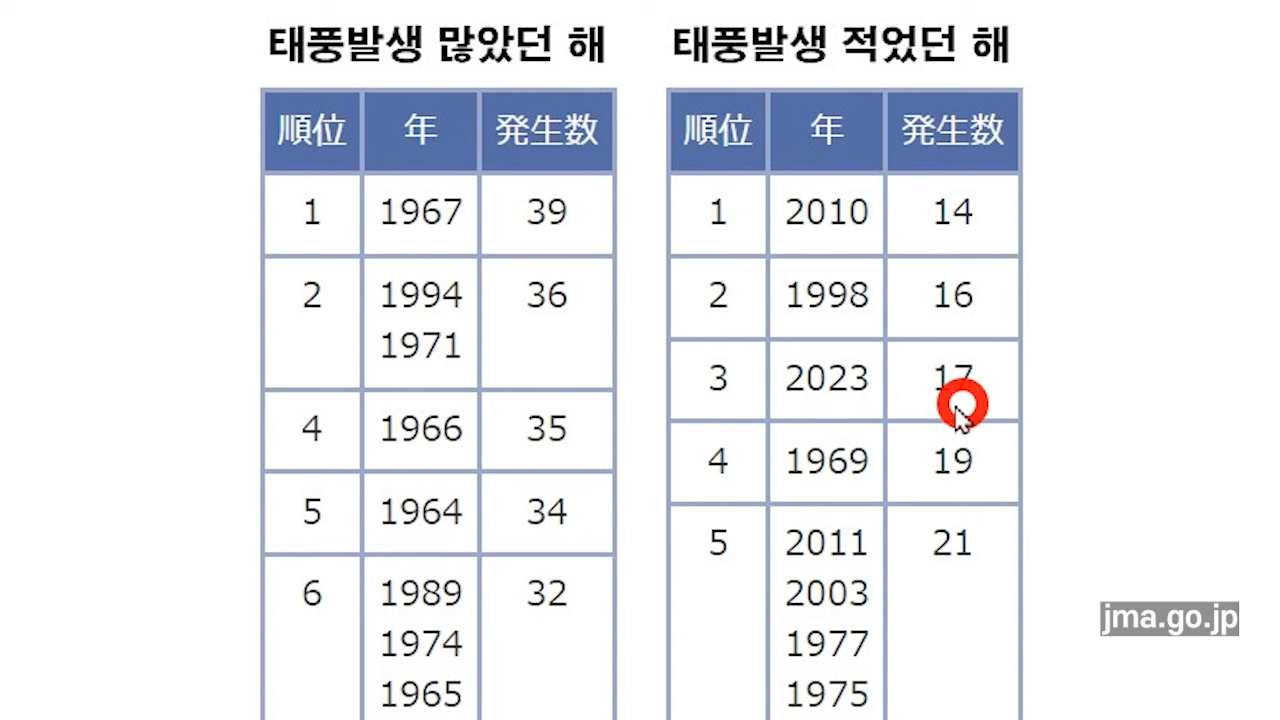 태풍발생 많았던 해
順位 年 発生数
1 1967 39
2 1994 36
1971
4 1966 35
5 1964 34
6 1989 32
1974
1965
태풍발생 적었던 해
順位 年 発生数
1 2010 14
2 1998 16
3 2023 17
4 1969 19
5 2011 21
2003
1977
1975
jma.go.jp